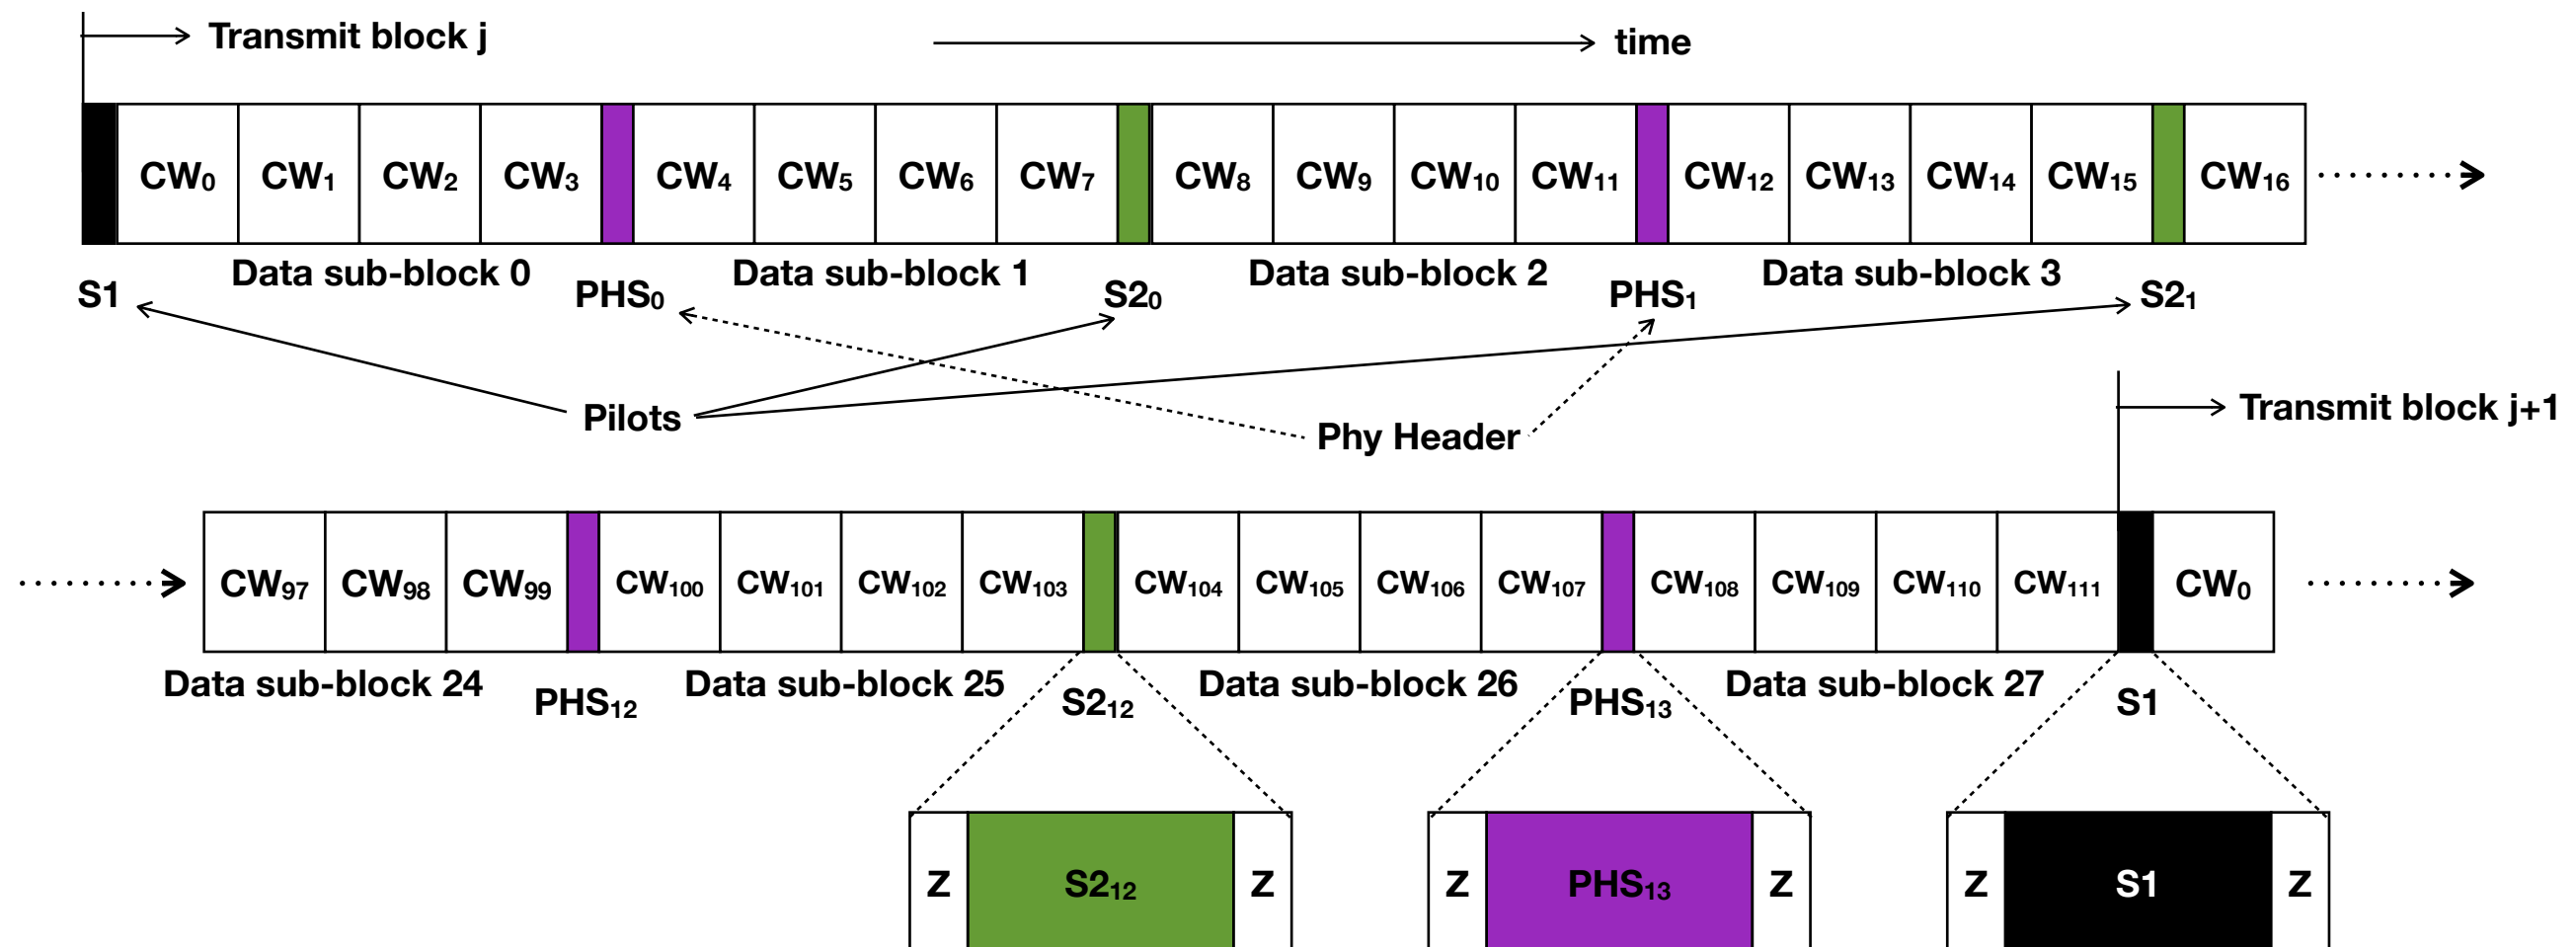 Transmit block j
time
CW₀ CW₁ CW₂ CW₃ CW₄ CW₅ CW₆ CW₇ CW₈ CW₉ CW₁₀ CW₁₁ CW₁₂ CW₁₃ CW₁₄ CW₁₅ CW₁₆
Data sub-block 0 Data sub-block 1 Data sub-block 2 Data sub-block 3
S1 PHS₀ S2₀ PHS₁ S2₁
Pilots
Phy Header
Transmit block j+1
CW₉₇ CW₉₈ CW₉₉ CW₁₀₀ CW₁₀₁ CW₁₀₂ CW₁₀₃ CW₁₀₄ CW₁₀₅ CW₁₀₆ CW₁₀₇ CW₁₀₈ CW₁₀₉ CW₁₁₀ CW₁₁₁ CW₀
Data sub-block 24 Data sub-block 25 Data sub-block 26 Data sub-block 27
PHS₁₂ S2₁₂ PHS₁₃ S1
Z S2₁₂ Z Z PHS₁₃ Z Z S1 Z